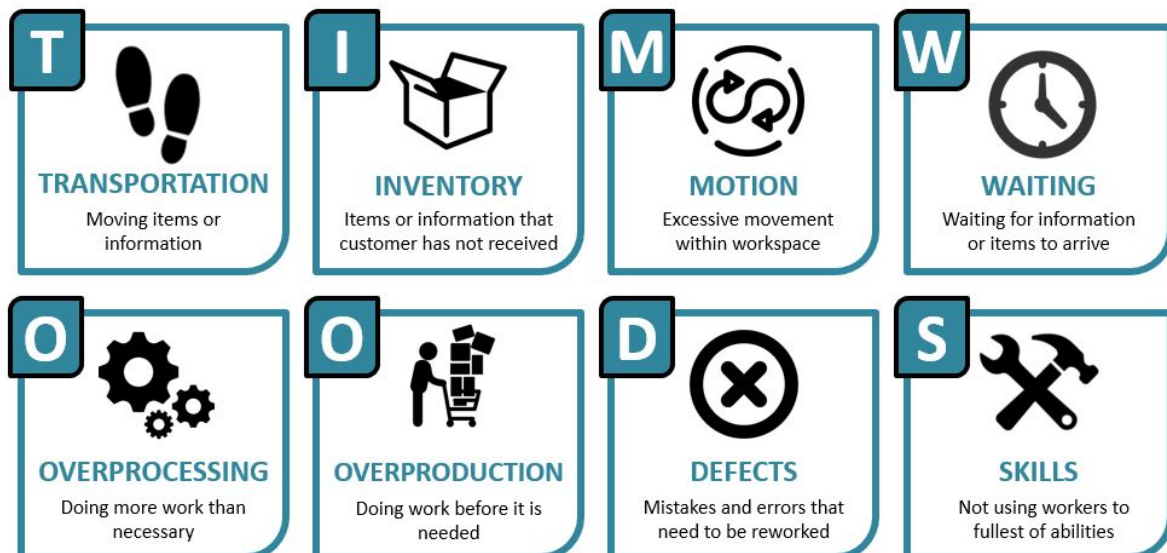 T
TRANSPORTATION
Moving items or
information
I
INVENTORY
Items or information that
customer has not received
M
MOTION
Excessive movement
within workspace
W
WAITING
Waiting for information
or items to arrive
O
OVERPROCESSING
Doing more work than
necessary
O
OVERPRODUCTION
Doing work before it is
needed
D
DEFECTS
Mistakes and errors that
need to be reworked
S
SKILLS
Not using workers to
fullest of abilities